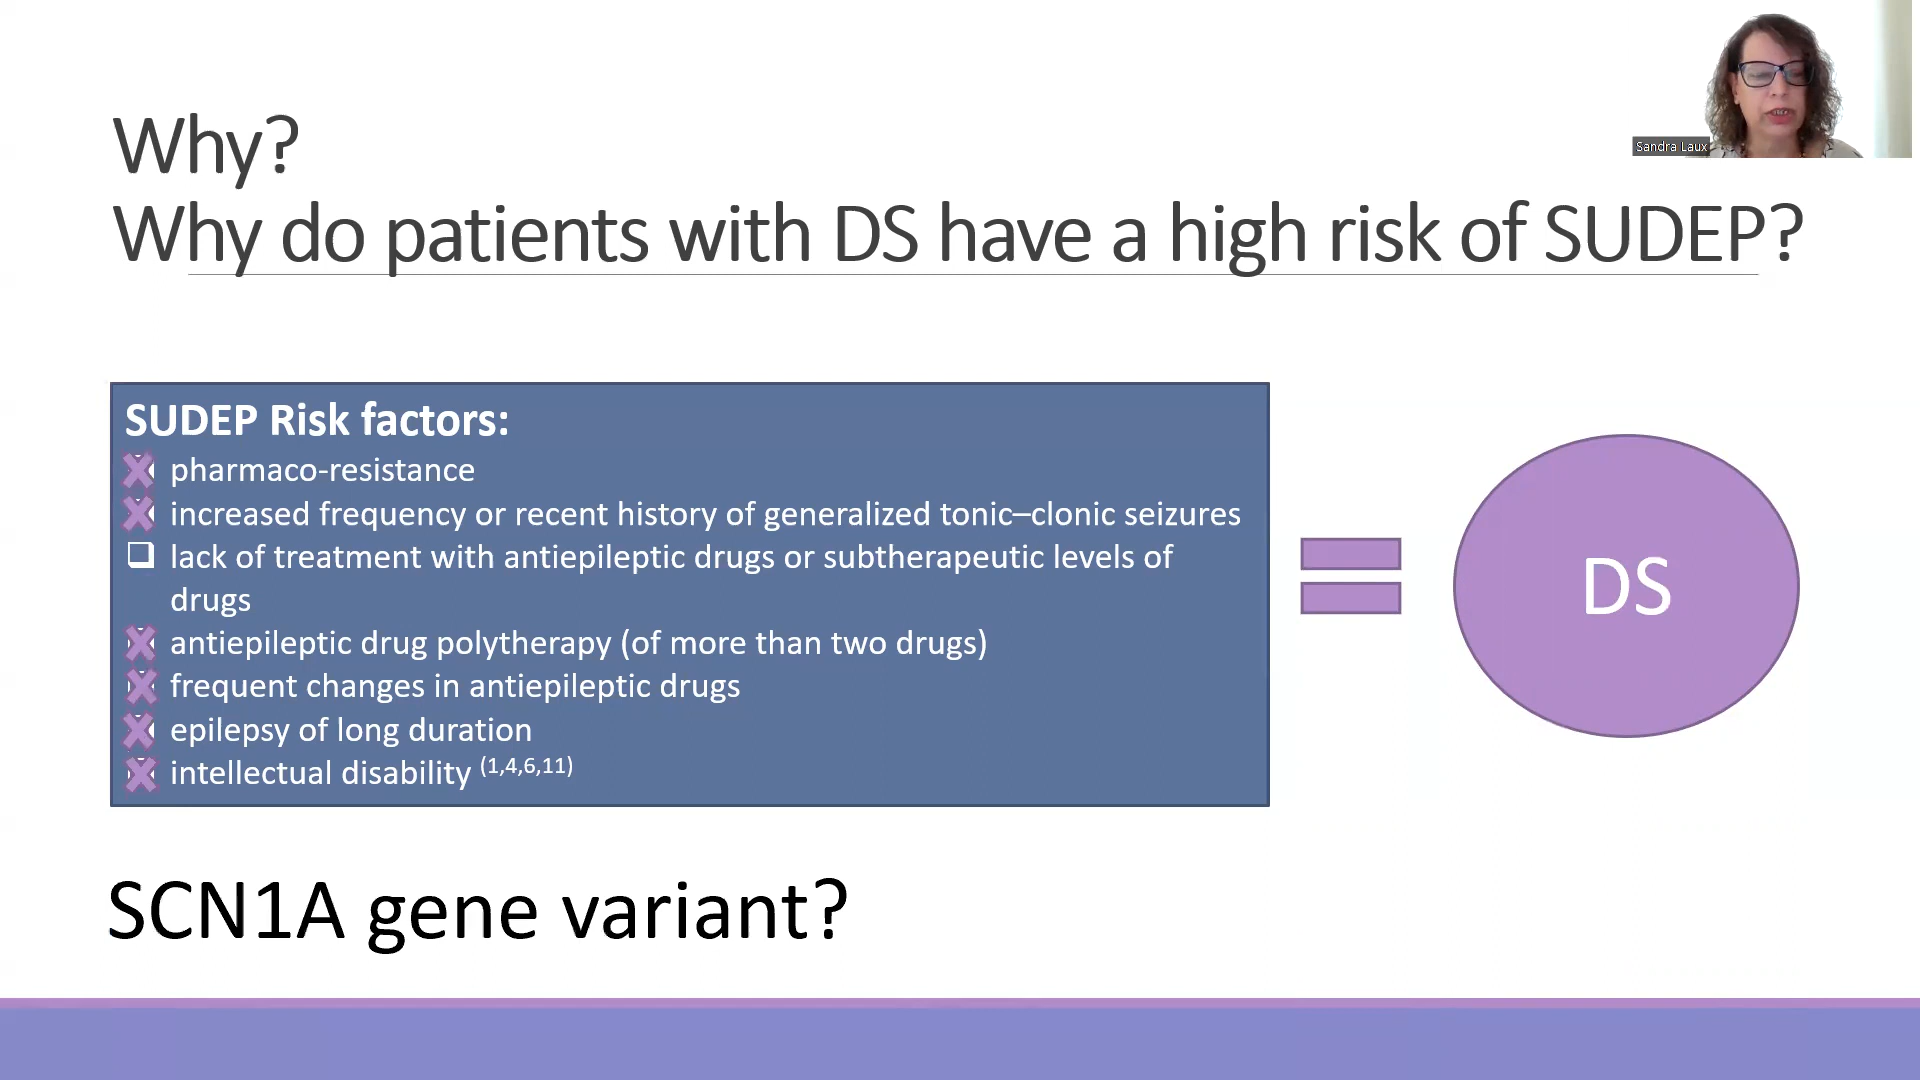 Sandra Laux
Why?
Why do patients with DS have a high risk of SUDEP?
SUDEP Risk factors:
pharmaco-resistance
increased frequency or recent history of generalized tonic–clonic seizures
lack of treatment with antiepileptic drugs or subtherapeutic levels of
drugs
antiepileptic drug polytherapy (of more than two drugs)
frequent changes in antiepileptic drugs
epilepsy of long duration
intellectual disability (1,4,6,11)
DS
SCN1A gene variant?